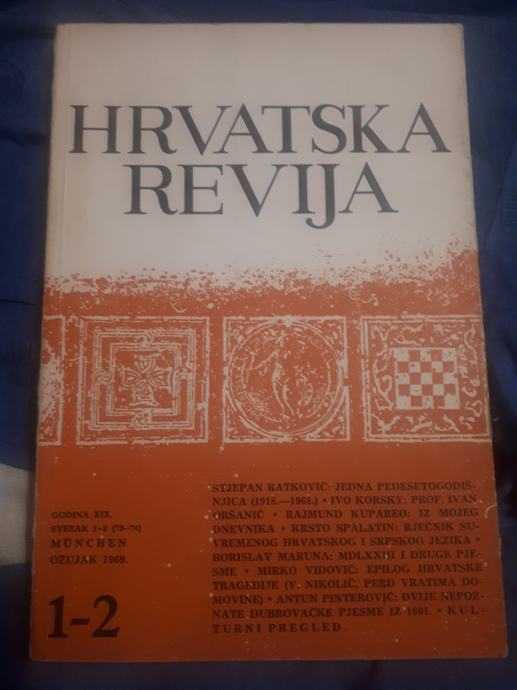 HRVATSKA
REVIJA
STJEPAN RATKOVIĆ: JEDNA PEDESETOGODIŠ-
NJICA (1918.—1968.) • IVO KORSKY: PROF. IVAN
ORŠANIĆ • RAJMUND KUPAREO: IZ MOJEG
DNEVNIKA • KRSTO SPALATIN: RJEČNIK SU-
VREMENOG HRVATSKOG I SRPSKOG JEZIKA •
BORISLAV MARUNA: MDLXXIII I DRUGE PJE-
SME • MIRKO VIDOVIĆ: EPILOG HRVATSKE
TRAGEDIJE (V. NIKOLIĆ, PERD VRATIMA DO-
MOVINE) • ANTUN PINTEROVIĆ: DVIJE NEPOZ-
NATE DUBROVAČKE PJESME IZ 1601. • KUL-
TURNI PREGLED.
GODINA XIX.
SVEZAK 1-2 (73-74)
MÜNCHEN
OŽUJAK 1969.
1-2